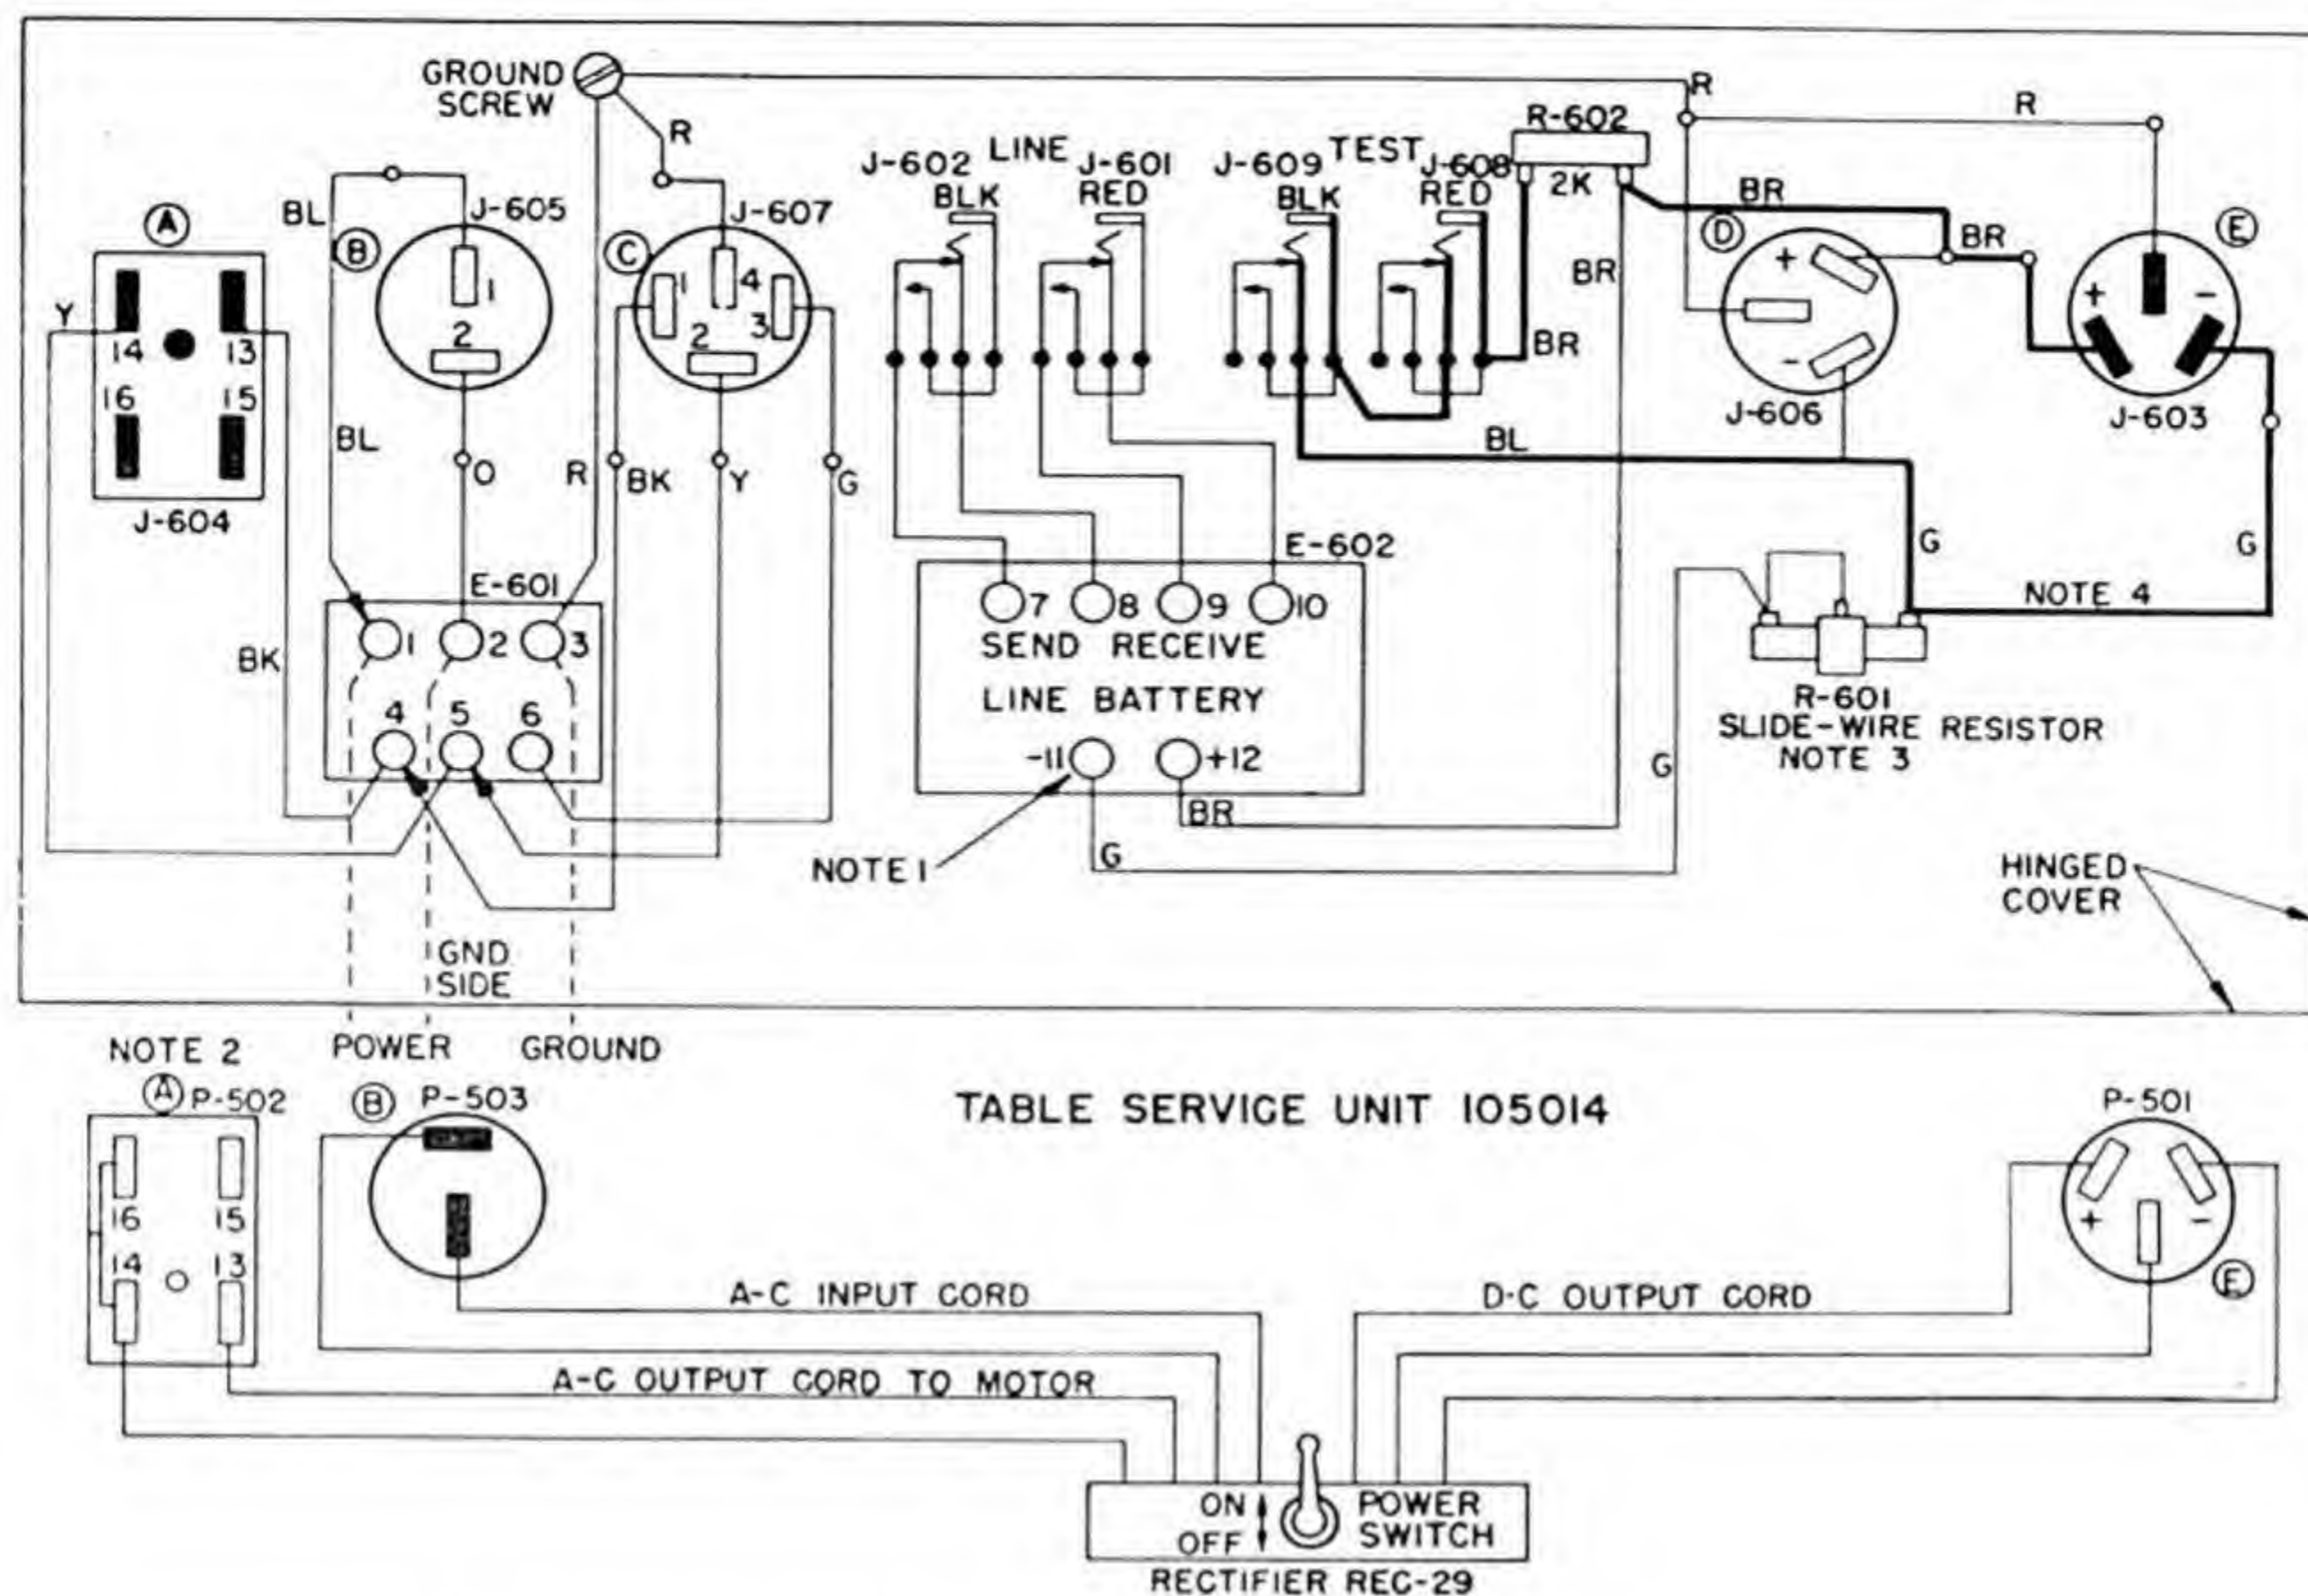 GROUND
SCREW
R
R
R
R-602
2K
J-602 LINE J-601
BLK RED
J-609 TEST J-608
BLK RED
BR
BR
BR
BR
BL
A
B
J-605
1
2
C
J-607
1
4
2
3
D
+
-
J-606
E
+ -
J-603
Y
14 13
16 15
J-604
BL
O
R
BK
Y
G
BL
G
G
NOTE 4
E-601
1 2 3
4 5 6
BK
E-602
7 8 9 10
SEND RECEIVE
LINE BATTERY
-11 +12
BR
G
G
NOTE 1
R-601
SLIDE-WIRE RESISTOR
NOTE 3
HINGED
COVER
GND
SIDE
NOTE 2
POWER GROUND
A P-502
16 15
14 13
B P-503
TABLE SERVICE UNIT 105014
P-501
+ -
E
A-C INPUT CORD
D-C OUTPUT CORD
A-C OUTPUT CORD TO MOTOR
ON
OFF
POWER
SWITCH
RECTIFIER REC-29